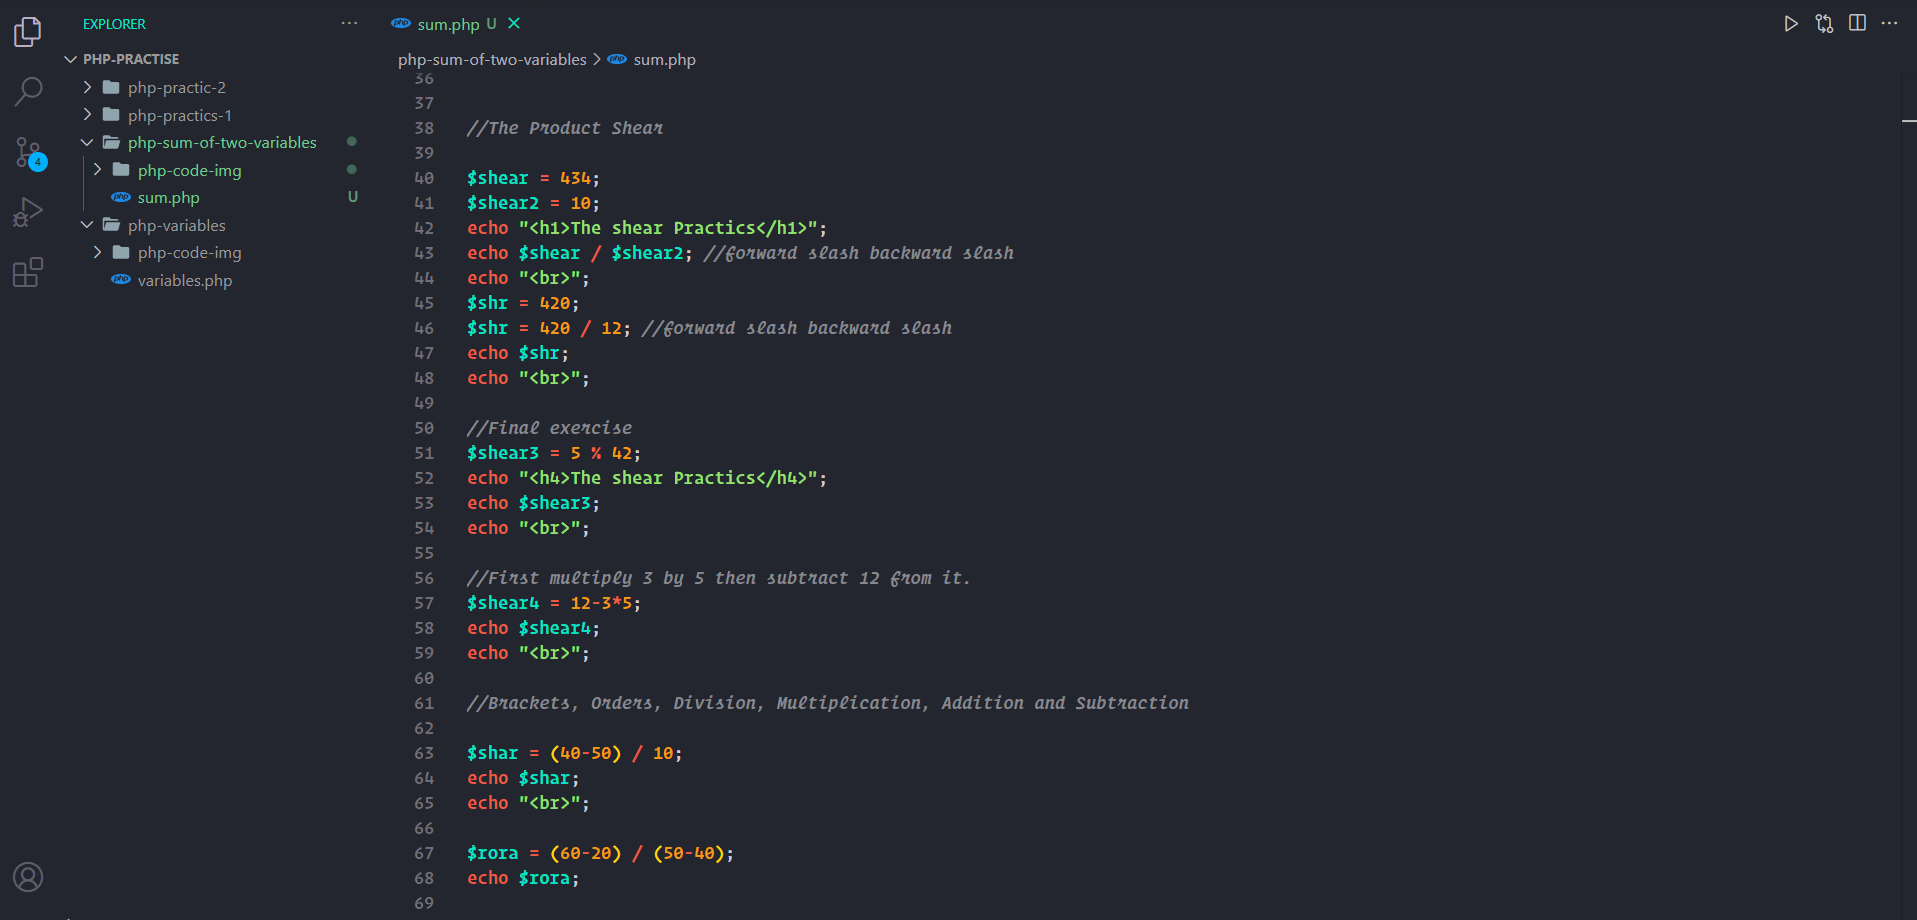 EXPLORER
PHP-PRACTISE
php-practic-2
php-practics-1
php-sum-of-two-variables
php-code-img
sum.php U
php-variables
php-code-img
variables.php
4
php sum.php U
php-sum-of-two-variables > php sum.php
36
37
38 //The Product Shear
39
40 $shear = 434;
41 $shear2 = 10;
42 echo "<h1>The shear Practics</h1>";
43 echo $shear / $shear2; //forward slash backward slash
44 echo "<br>";
45 $shr = 420;
46 $shr = 420 / 12; //forward slash backward slash
47 echo $shr;
48 echo "<br>";
49
50 //Final exercise
51 $shear3 = 5 % 42;
52 echo "<h4>The shear Practics</h4>";
53 echo $shear3;
54 echo "<br>";
55
56 //First multiply 3 by 5 then subtract 12 from it.
57 $shear4 = 12-3*5;
58 echo $shear4;
59 echo "<br>";
60
61 //Brackets, Orders, Division, Multiplication, Addition and Subtraction
62
63 $shar = (40-50) / 10;
64 echo $shar;
65 echo "<br>";
66
67 $rora = (60-20) / (50-40);
68 echo $rora;
69